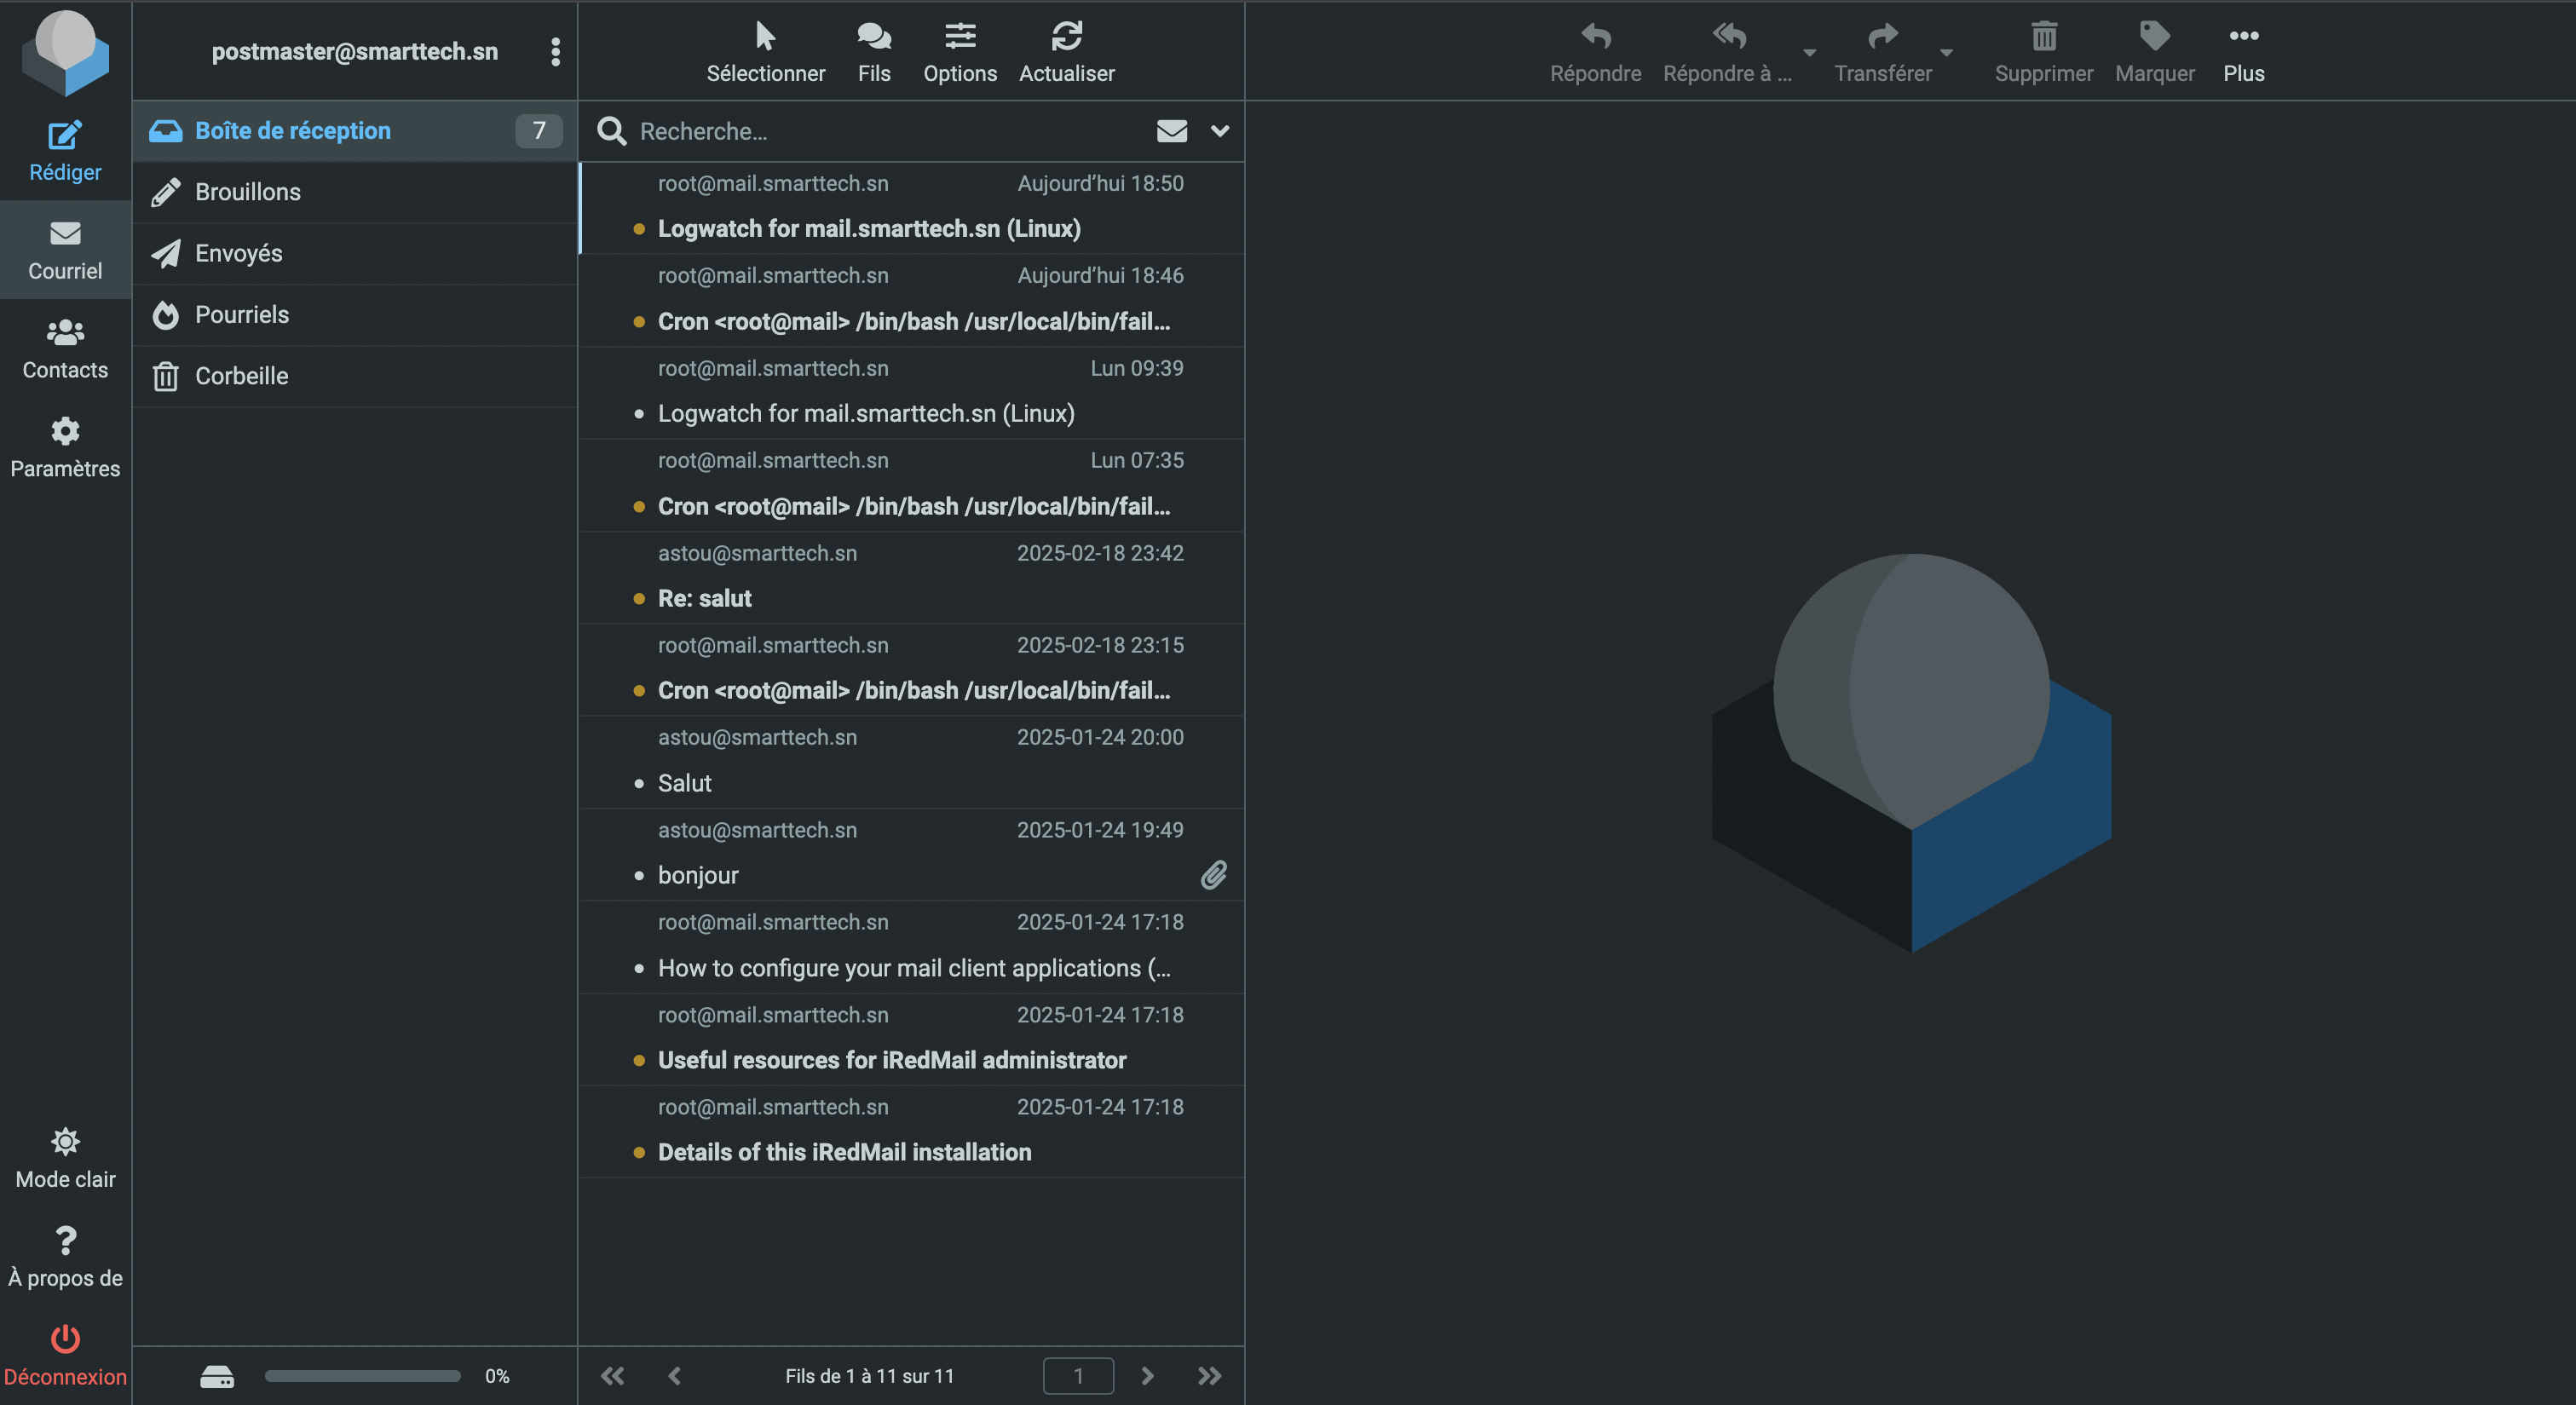 Rédiger
Courriel
Contacts
Paramètres
Mode clair
À propos de
Déconnexion
postmaster@smarttech.sn
Boîte de réception 7
Brouillons
Envoyés
Pourriels
Corbeille
0%
Sélectionner Fils Options Actualiser
Recherche...
root@mail.smarttech.sn Aujourd’hui 18:50
Logwatch for mail.smarttech.sn (Linux)
root@mail.smarttech.sn Aujourd’hui 18:46
Cron <root@mail> /bin/bash /usr/local/bin/fail...
root@mail.smarttech.sn Lun 09:39
Logwatch for mail.smarttech.sn (Linux)
root@mail.smarttech.sn Lun 07:35
Cron <root@mail> /bin/bash /usr/local/bin/fail...
astou@smarttech.sn 2025-02-18 23:42
Re: salut
root@mail.smarttech.sn 2025-02-18 23:15
Cron <root@mail> /bin/bash /usr/local/bin/fail...
astou@smarttech.sn 2025-01-24 20:00
Salut
astou@smarttech.sn 2025-01-24 19:49
bonjour
root@mail.smarttech.sn 2025-01-24 17:18
How to configure your mail client applications (...
root@mail.smarttech.sn 2025-01-24 17:18
Useful resources for iRedMail administrator
root@mail.smarttech.sn 2025-01-24 17:18
Details of this iRedMail installation
Fils de 1 à 11 sur 11 1
Répondre Répondre à ... Transférer Supprimer Marquer Plus